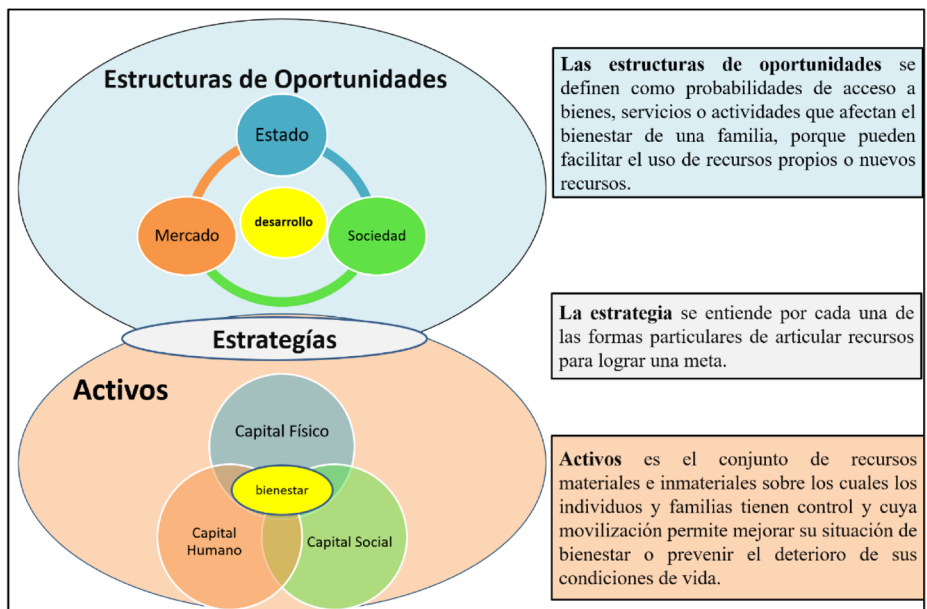 Estructuras de Oportunidades
Estado
Mercado
desarrollo
Sociedad
Estrategías
Activos
Capital Físico
bienestar
Capital
Humano
Capital Social
Las estructuras de oportunidades se
definen como probabilidades de acceso a
bienes, servicios o actividades que afectan el
bienestar de una familia, porque pueden
facilitar el uso de recursos propios o nuevos
recursos.
La estrategia se entiende por cada una de
las formas particulares de articular recursos
para lograr una meta.
Activos es el conjunto de recursos
materiales e inmateriales sobre los cuales los
individuos y familias tienen control y cuya
movilización permite mejorar su situación de
bienestar o prevenir el deterioro de sus
condiciones de vida.